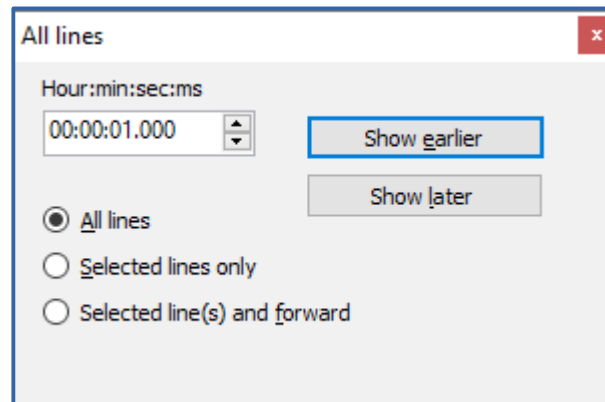 All lines
x
Hour:min:sec:ms
00:00:01.000
Show earlier
Show later
All lines
Selected lines only
Selected line(s) and forward